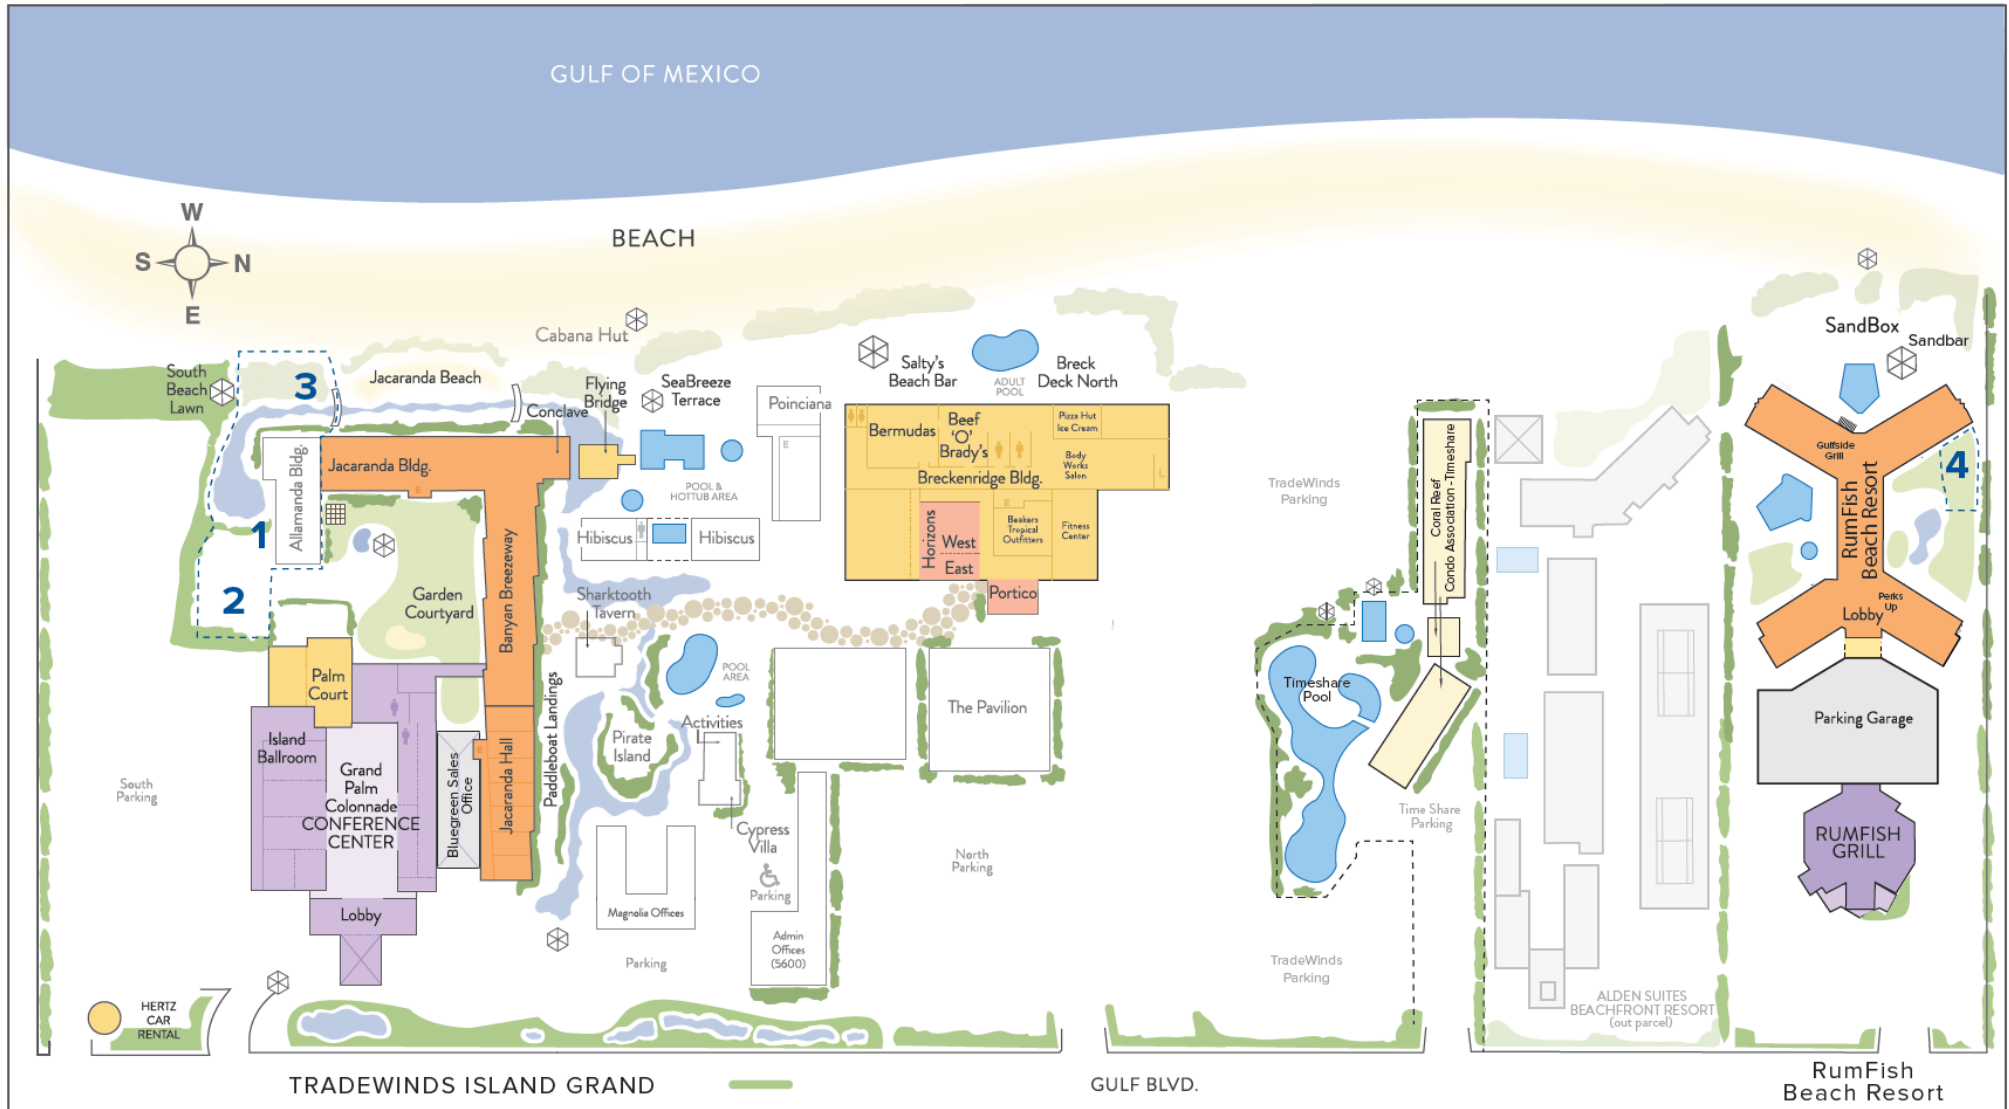 GULF OF MEXICO
W
S
N
E
BEACH
Cabana Hut
South
Beach
Lawn
3
Jacaranda Beach
Conclave
Flying
Bridge
SeaBreeze
Terrace
Poinciana
E
Salty's
Beach Bar
ADULT
POOL
Breck
Deck North
SandBox
Sandbar
Allamanda Bldg.
Jacaranda Bldg.
E
POOL &
HOTTUB AREA
Bermudas
Beef
'O'
Brady's
Pizza Hut
Ice Cream
Body
Works
Salon
L
Breckenridge Bldg.
E
Horizons
West
East
Beakers
Tropical
Outfitters
Fitness
Center
Portico
TradeWinds
Parking
Coral Reef
Condo Association - Timeshare
Gulfside
Grill
RumFish
Beach Resort
4
1
2
Garden
Courtyard
Banyan Breezeway
Hibiscus
Hibiscus
Sharktooth
Tavern
Perks
Up
Lobby
Palm
Court
Paddleboat Landings
POOL
AREA
Activities
Pirate
Island
The Pavilion
Timeshare
Pool
Parking Garage
Island
Ballroom
Grand
Palm
Colonnade
CONFERENCE
CENTER
Bluegreen Sales
Office
E
Jacaranda Hall
South
Parking
Cypress
Villa
Parking
North
Parking
Time Share
Parking
RUMFISH
GRILL
Lobby
Magnolia Offices
Admin
Offices
(5600)
Parking
TradeWinds
Parking
ALDEN SUITES
BEACHFRONT RESORT
(out parcel)
HERTZ
CAR
RENTAL
TRADEWINDS ISLAND GRAND
GULF BLVD.
RumFish
Beach Resort